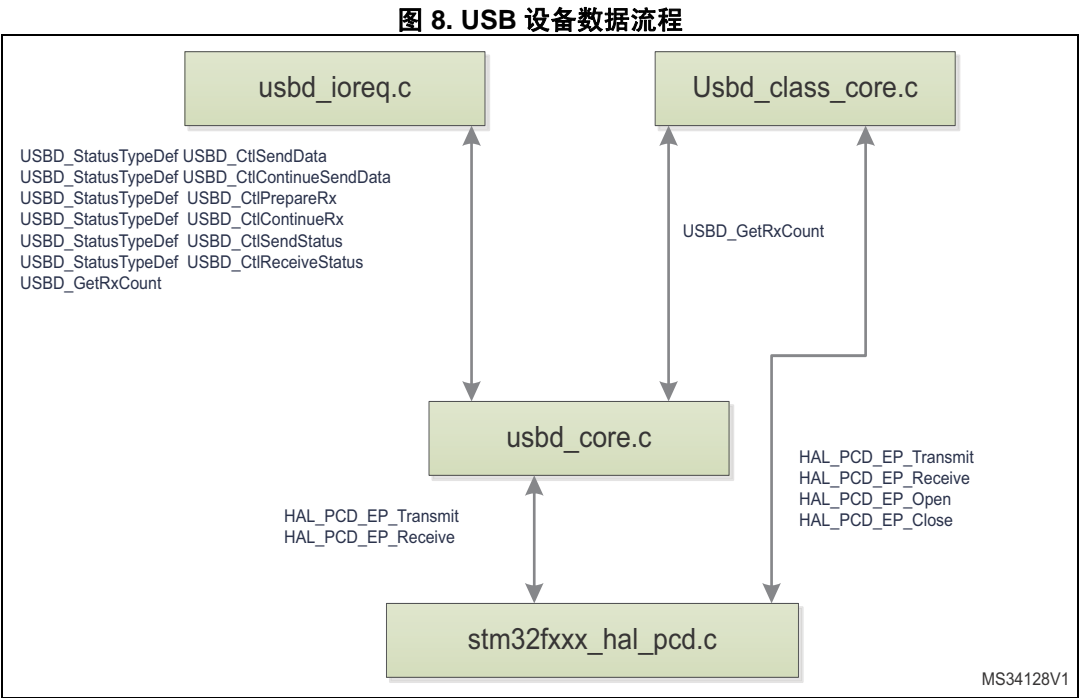 图 8. USB 设备数据流程
usbd_ioreq.c
Usbd_class_core.c
USBD_StatusTypeDef USBD_CtlSendData
USBD_StatusTypeDef USBD_CtlContinueSendData
USBD_StatusTypeDef USBD_CtlPrepareRx
USBD_StatusTypeDef USBD_CtlContinueRx
USBD_StatusTypeDef USBD_CtlSendStatus
USBD_StatusTypeDef USBD_CtlReceiveStatus
USBD_GetRxCount
USBD_GetRxCount
usbd_core.c
HAL_PCD_EP_Transmit
HAL_PCD_EP_Receive
HAL_PCD_EP_Open
HAL_PCD_EP_Close
HAL_PCD_EP_Transmit
HAL_PCD_EP_Receive
stm32fxxx_hal_pcd.c
MS34128V1